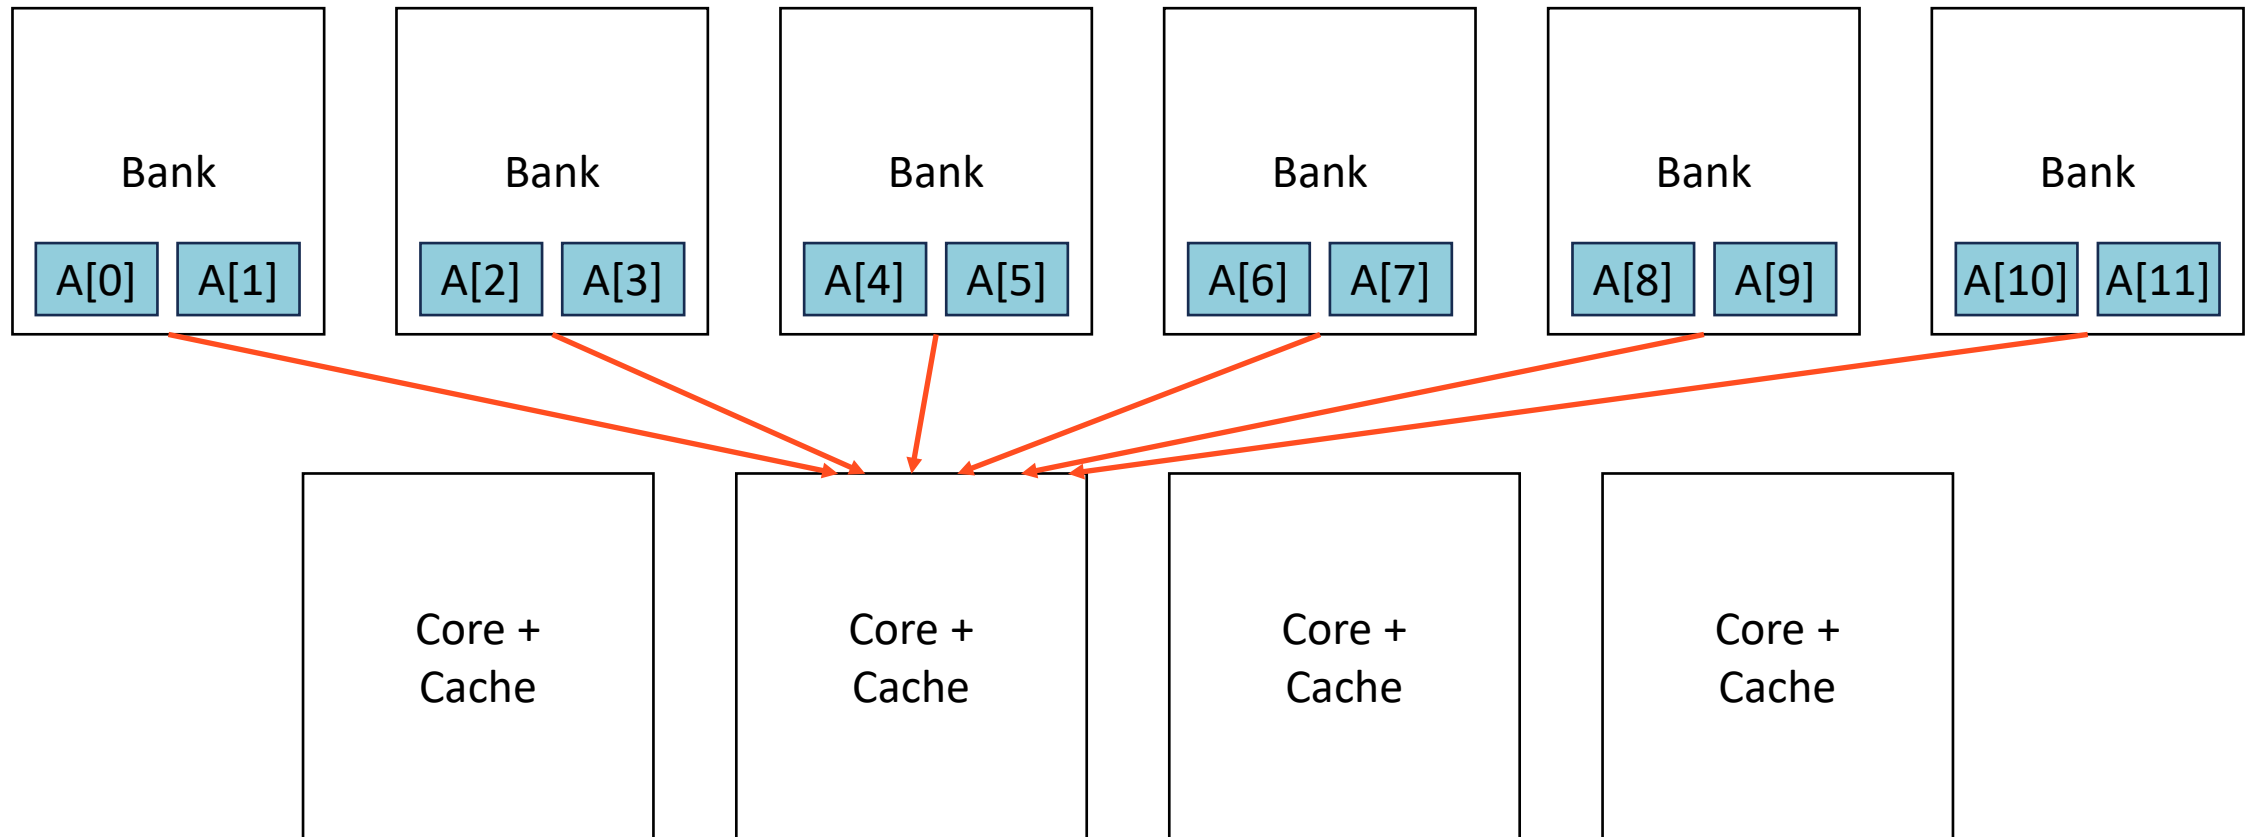 Bank Bank Bank Bank Bank Bank
A[0] A[1] A[2] A[3] A[4] A[5] A[6] A[7] A[8] A[9] A[10] A[11]
Core + Core + Core + Core +
Cache Cache Cache Cache